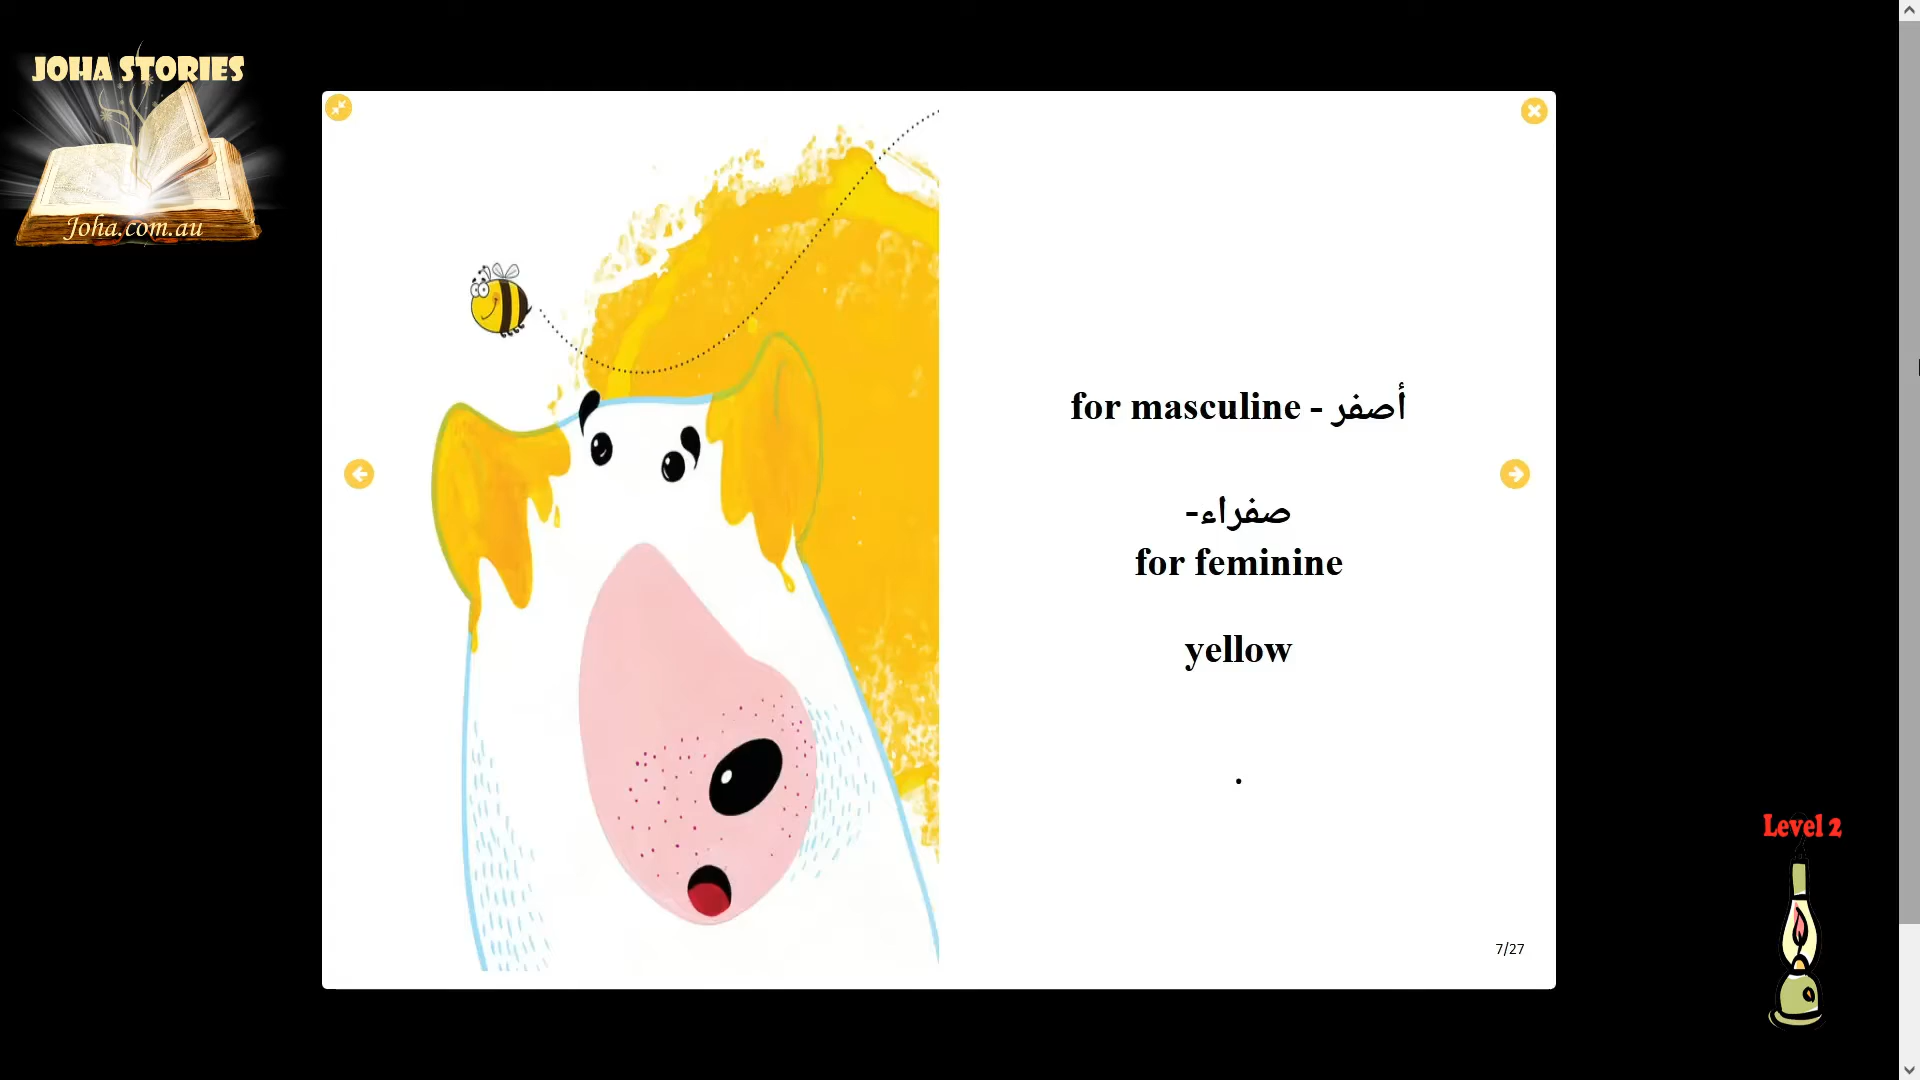 JOHA STORIES
Joha.com.au
for masculine - أصفر
صفراء-
for feminine
yellow
.
7/27
Level 2